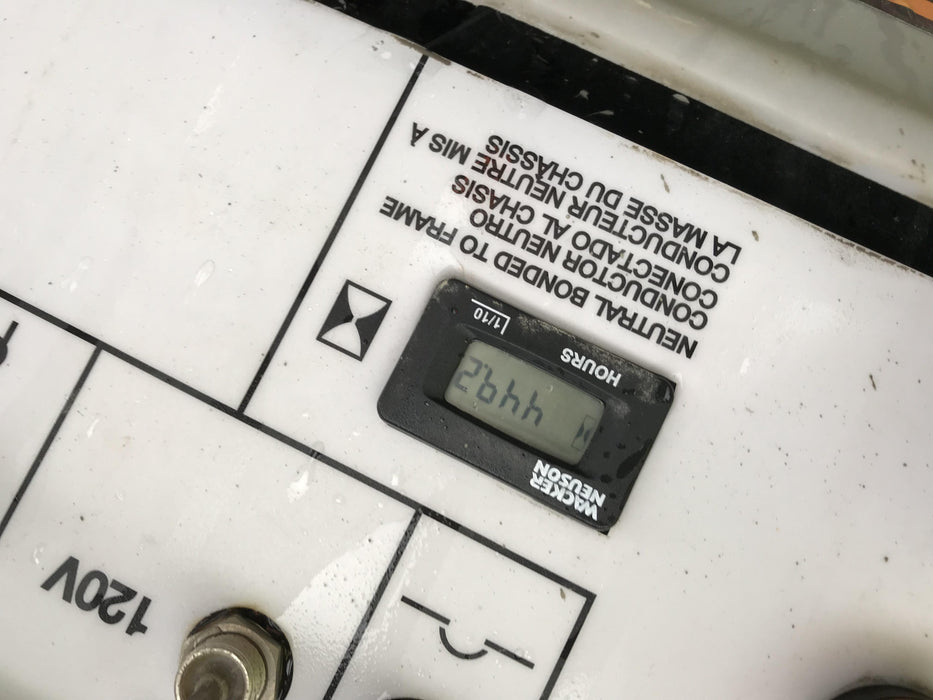 NEUTRAL BONDED TO FRAME
CONDUCTOR NEUTRO
CONECTADO AL CHASIS
CONDUCTEUR NEUTRE MIS À
LA MASSE DU CHÂSSIS
HOURS 1/10
WACKER
NEUSON
120V